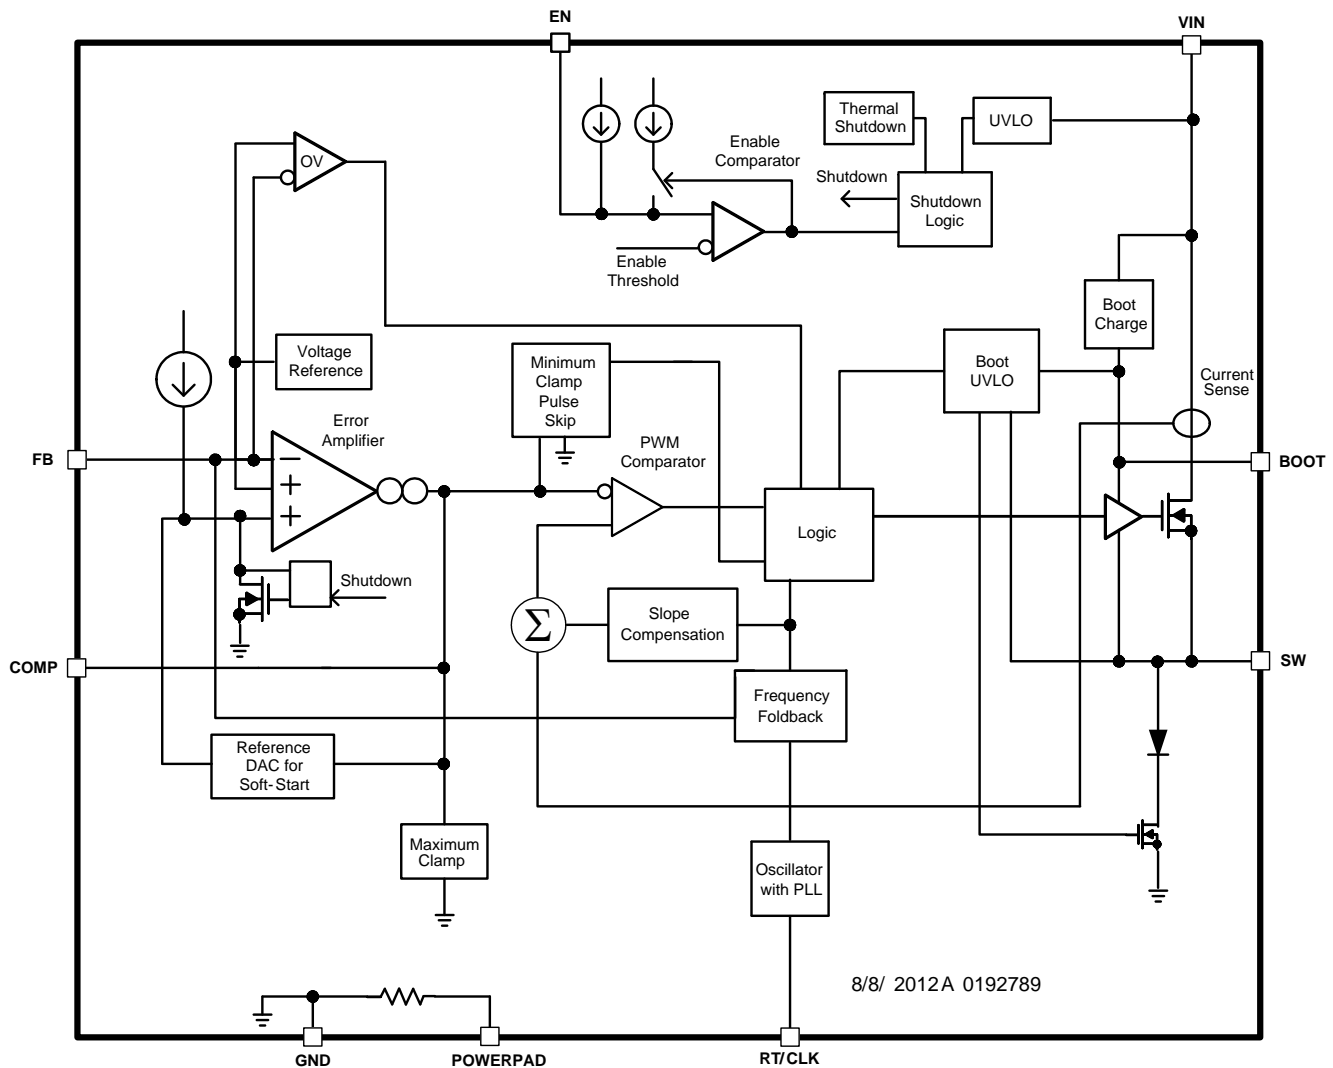 EN
VIN
Thermal
Shutdown
UVLO
Enable
Comparator
OV
Shutdown
Shutdown
Logic
Enable
Threshold
Boot
Charge
Voltage
Reference
Minimum
Clamp
Pulse
Skip
Boot
UVLO
Current
Sense
Error
Amplifier
PWM
Comparator
FB
BOOT
−
+
+
Logic
Shutdown
Σ
Slope
Compensation
COMP
SW
Frequency
Foldback
Reference
DAC for
Soft-Start
Maximum
Clamp
Oscillator
with PLL
8/8/ 2012A 0192789
GND
POWERPAD
RT/CLK